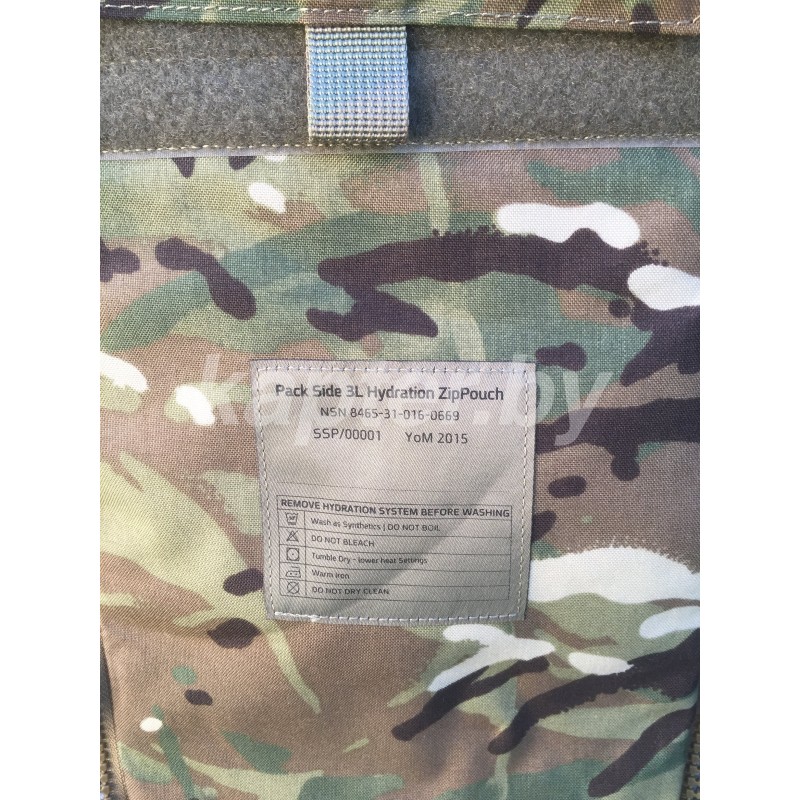 Pack Side 3L Hydration ZipPouch
NSN 8465-31-016-0669
SSP/00001 YoM 2015
REMOVE HYDRATION SYSTEM BEFORE WASHING
Wash as Synthetics | DO NOT BOIL
DO NOT BLEACH
Tumble Dry - lower heat Settings
Warm iron
DO NOT DRY CLEAN